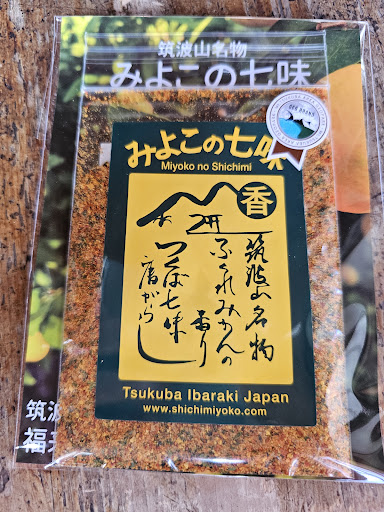 筑波山名物
みよこの七味
みよこの七味
Miyoko no Shichimi
香
筑波山名物
ふくれみかんの
香り
つくば七味
唐がらし
Tsukuba Ibaraki Japan
www.shichimiyoko.com
筑波
福来